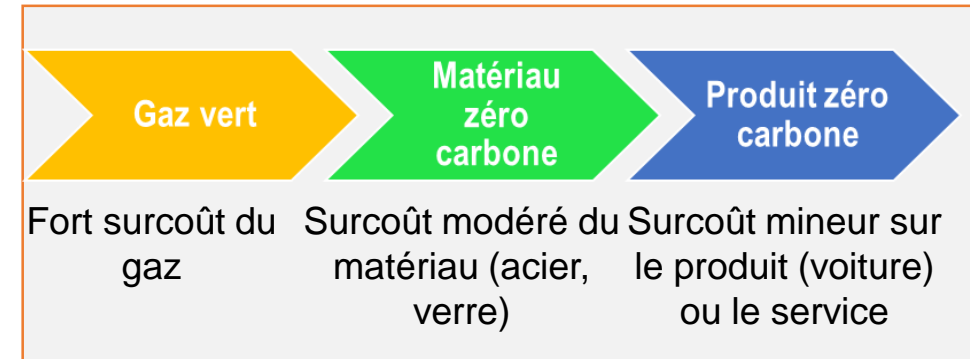 Gaz vert
Matériau
zéro
carbone
Produit zéro
carbone
Fort surcoût du
gaz
Surcoût modéré du
matériau (acier,
verre)
Surcoût mineur sur
le produit (voiture)
ou le service